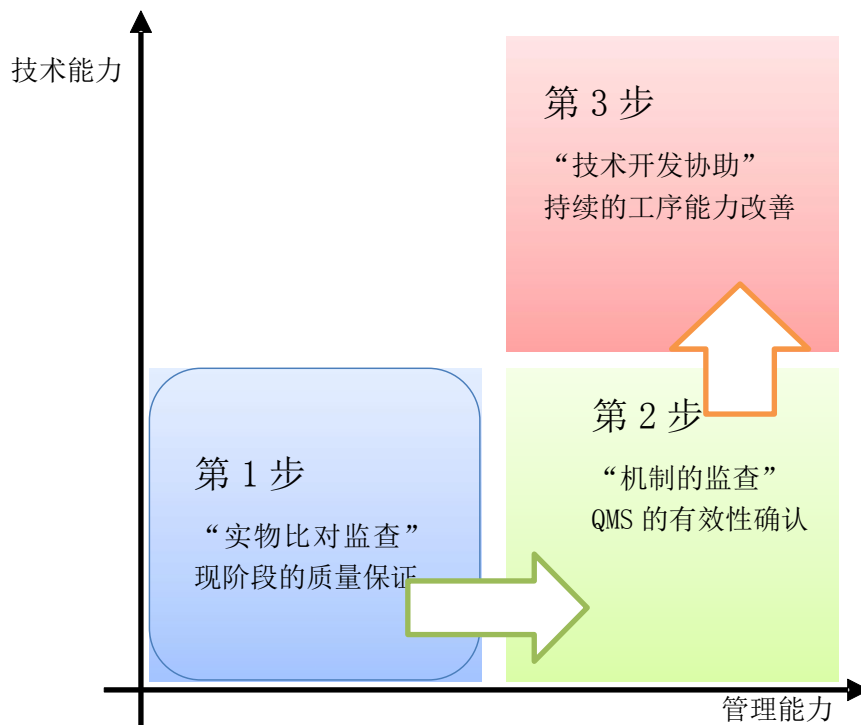 技术能力
第 3 步
“技术开发协助”
持续的工序能力改善
第 1 步
“实物比对监查”
现阶段的质量保证
第 2 步
“机制的监查”
QMS 的有效性确认
管理能力